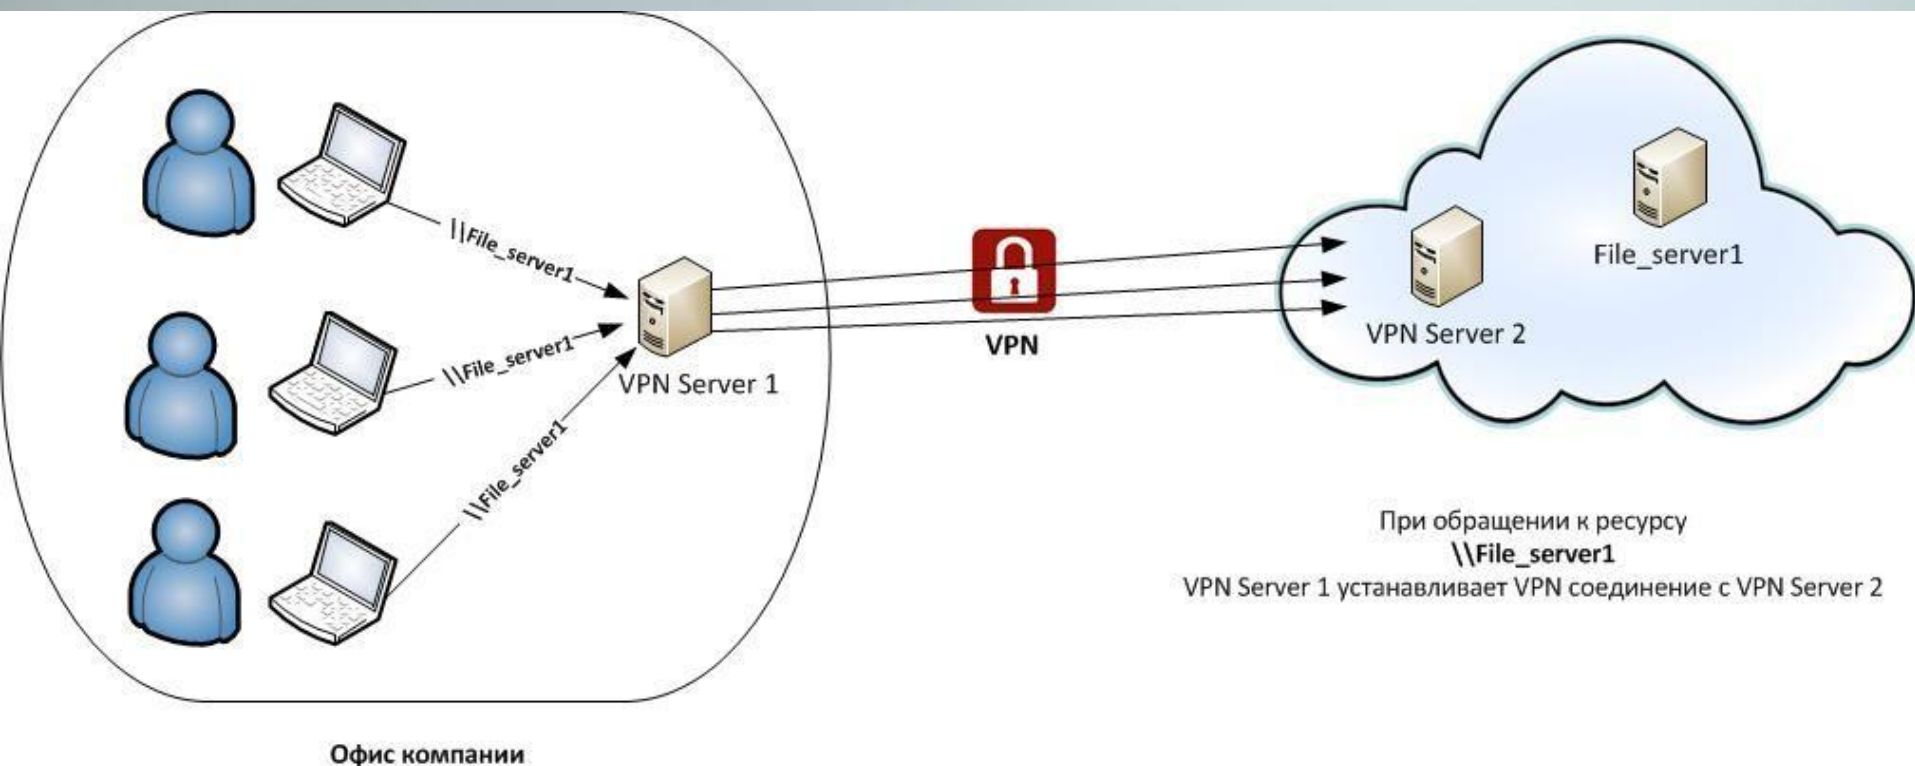 ||File_server1
\\File_server1
\\File_server1
VPN Server 1
VPN
VPN Server 2
File_server1
При обращении к ресурсу
\\File_server1
VPN Server 1 устанавливает VPN соединение с VPN Server 2
Офис компании